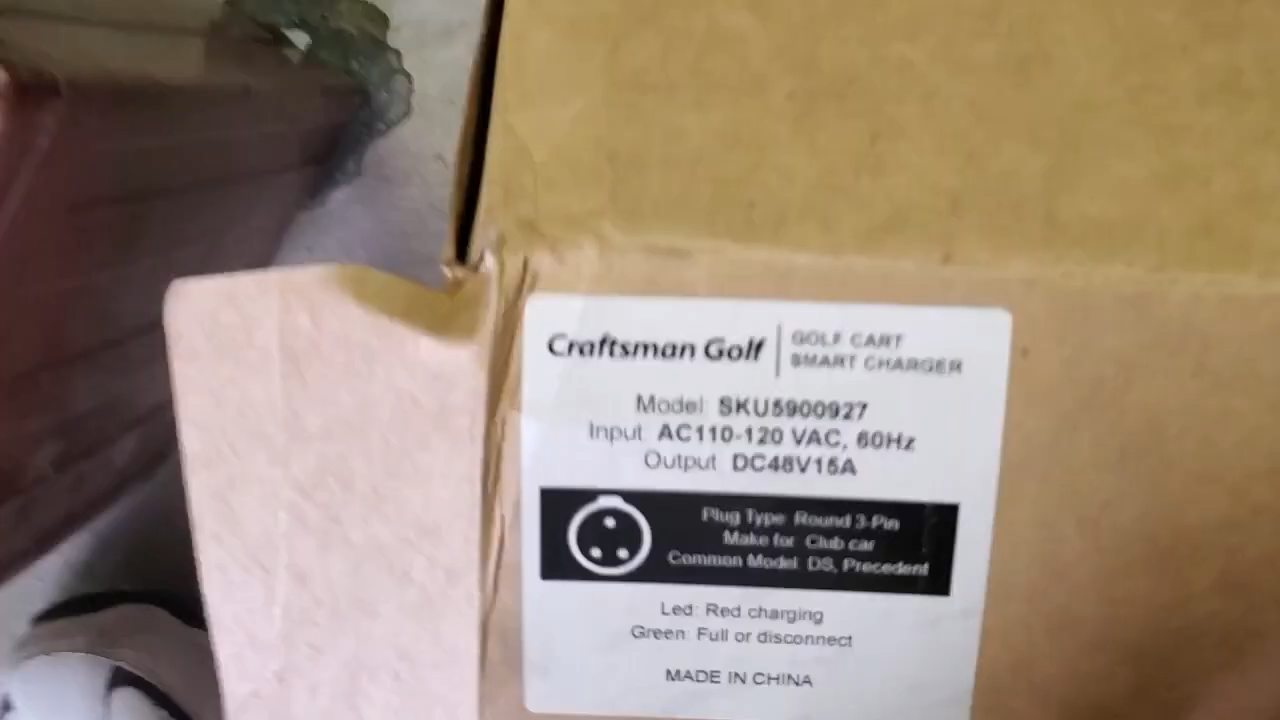 Craftsman Golf
GOLF CART
SMART CHARGER
Model: SKU5900927
Input: AC110-120 VAC, 60Hz
Output: DC48V15A
Plug Type: Round 3-Pin
Make for: Club car
Common Model: DS, Precedent
Led: Red charging
Green: Full or disconnect
MADE IN CHINA